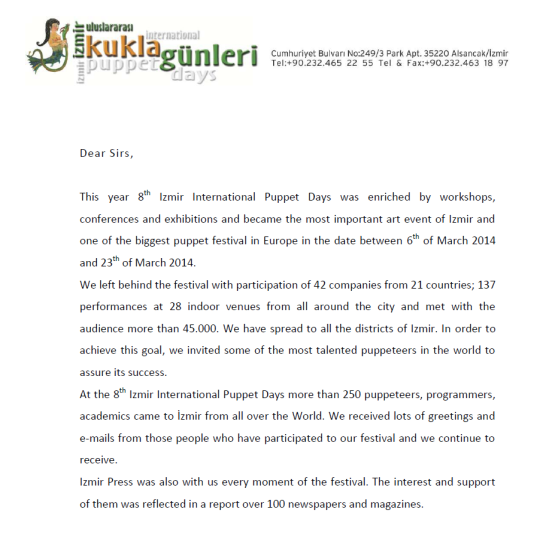 izmir uluslararası international
kukla günleri
izmir puppet days
Cumhuriyet Bulvarı No:249/3 Park Apt. 35220 Alsancak/İzmir
Tel:+90.232.465 22 55 Tel & Fax:+90.232.463 18 97
Dear Sirs,
This year 8th Izmir International Puppet Days was enriched by workshops,
conferences and exhibitions and became the most important art event of Izmir and
one of the biggest puppet festival in Europe in the date between 6th of March 2014
and 23th of March 2014.
We left behind the festival with participation of 42 companies from 21 countries; 137
performances at 28 indoor venues from all around the city and met with the
audience more than 45.000. We have spread to all the districts of Izmir. In order to
achieve this goal, we invited some of the most talented puppeteers in the world to
assure its success.
At the 8th Izmir International Puppet Days more than 250 puppeteers, programmers,
academics came to İzmir from all over the World. We received lots of greetings and
e-mails from those people who have participated to our festival and we continue to
receive.
Izmir Press was also with us every moment of the festival. The interest and support
of them was reflected in a report over 100 newspapers and magazines.